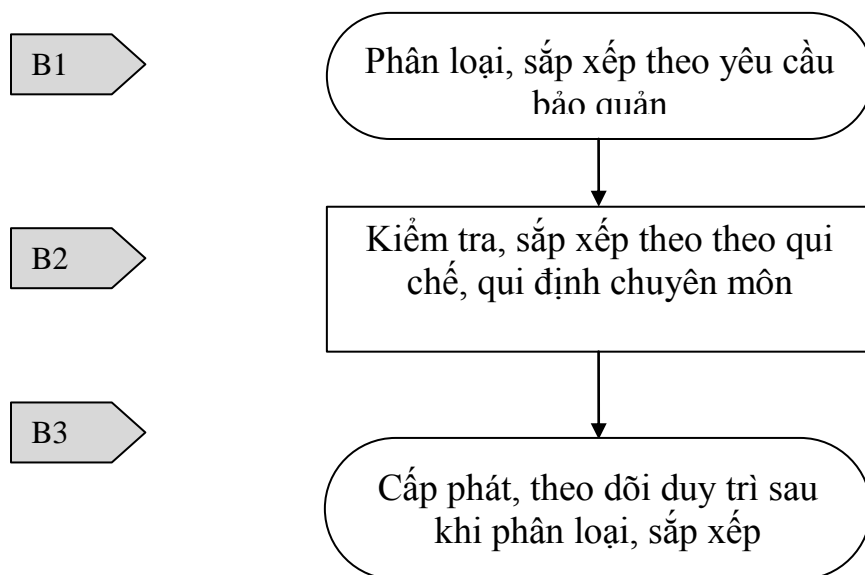 B1
Phân loại, sắp xếp theo yêu cầu
bảo quản
B2
Kiểm tra, sắp xếp theo theo qui
chế, qui định chuyên môn
B3
Cấp phát, theo dõi duy trì sau
khi phân loại, sắp xếp